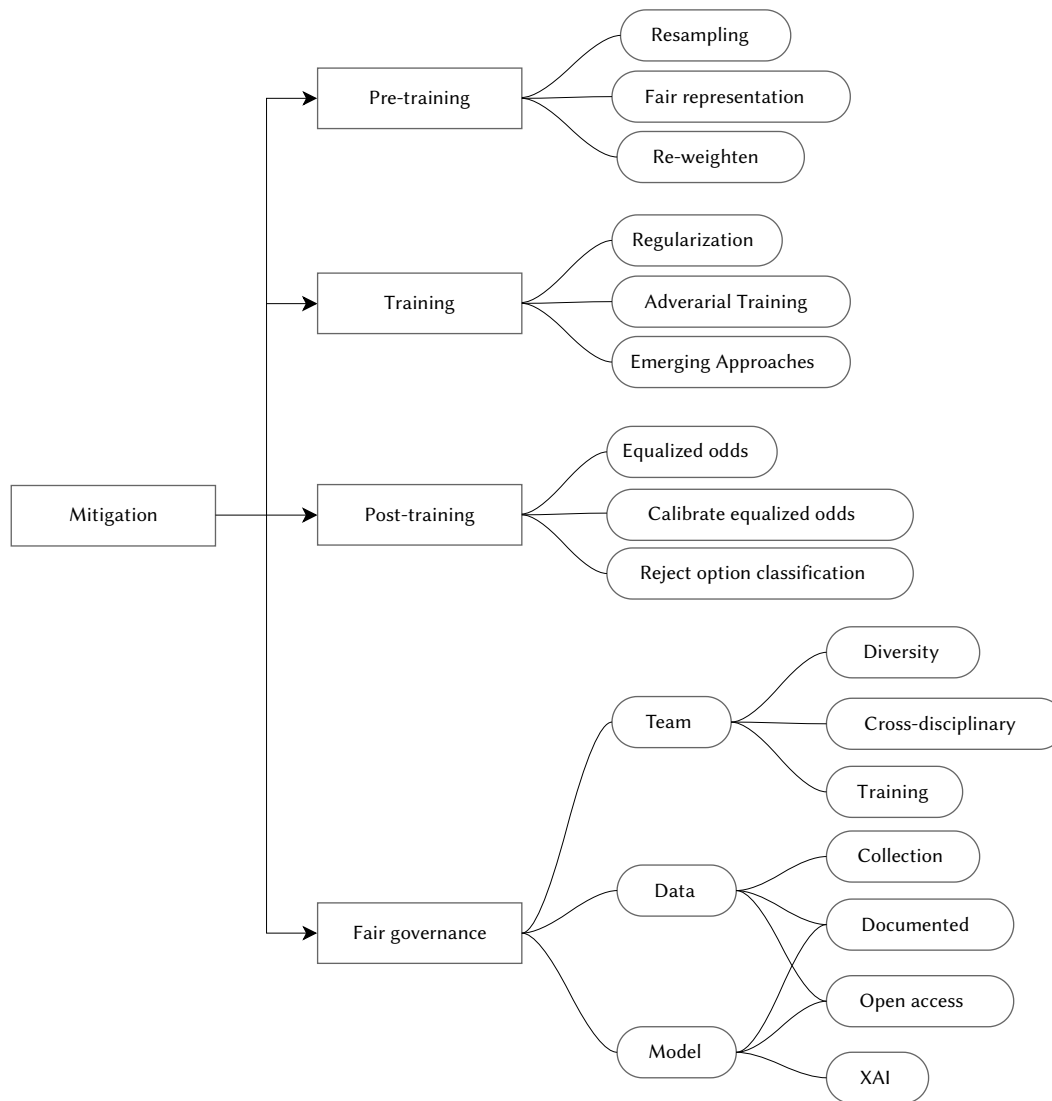 Resampling
Pre-training
Fair representation
Re-weighten
Regularization
Training
Adverarial Training
Emerging Approaches
Equalized odds
Mitigation
Post-training
Calibrate equalized odds
Reject option classification
Diversity
Team
Cross-disciplinary
Training
Collection
Data
Documented
Fair governance
Open access
Model
XAI